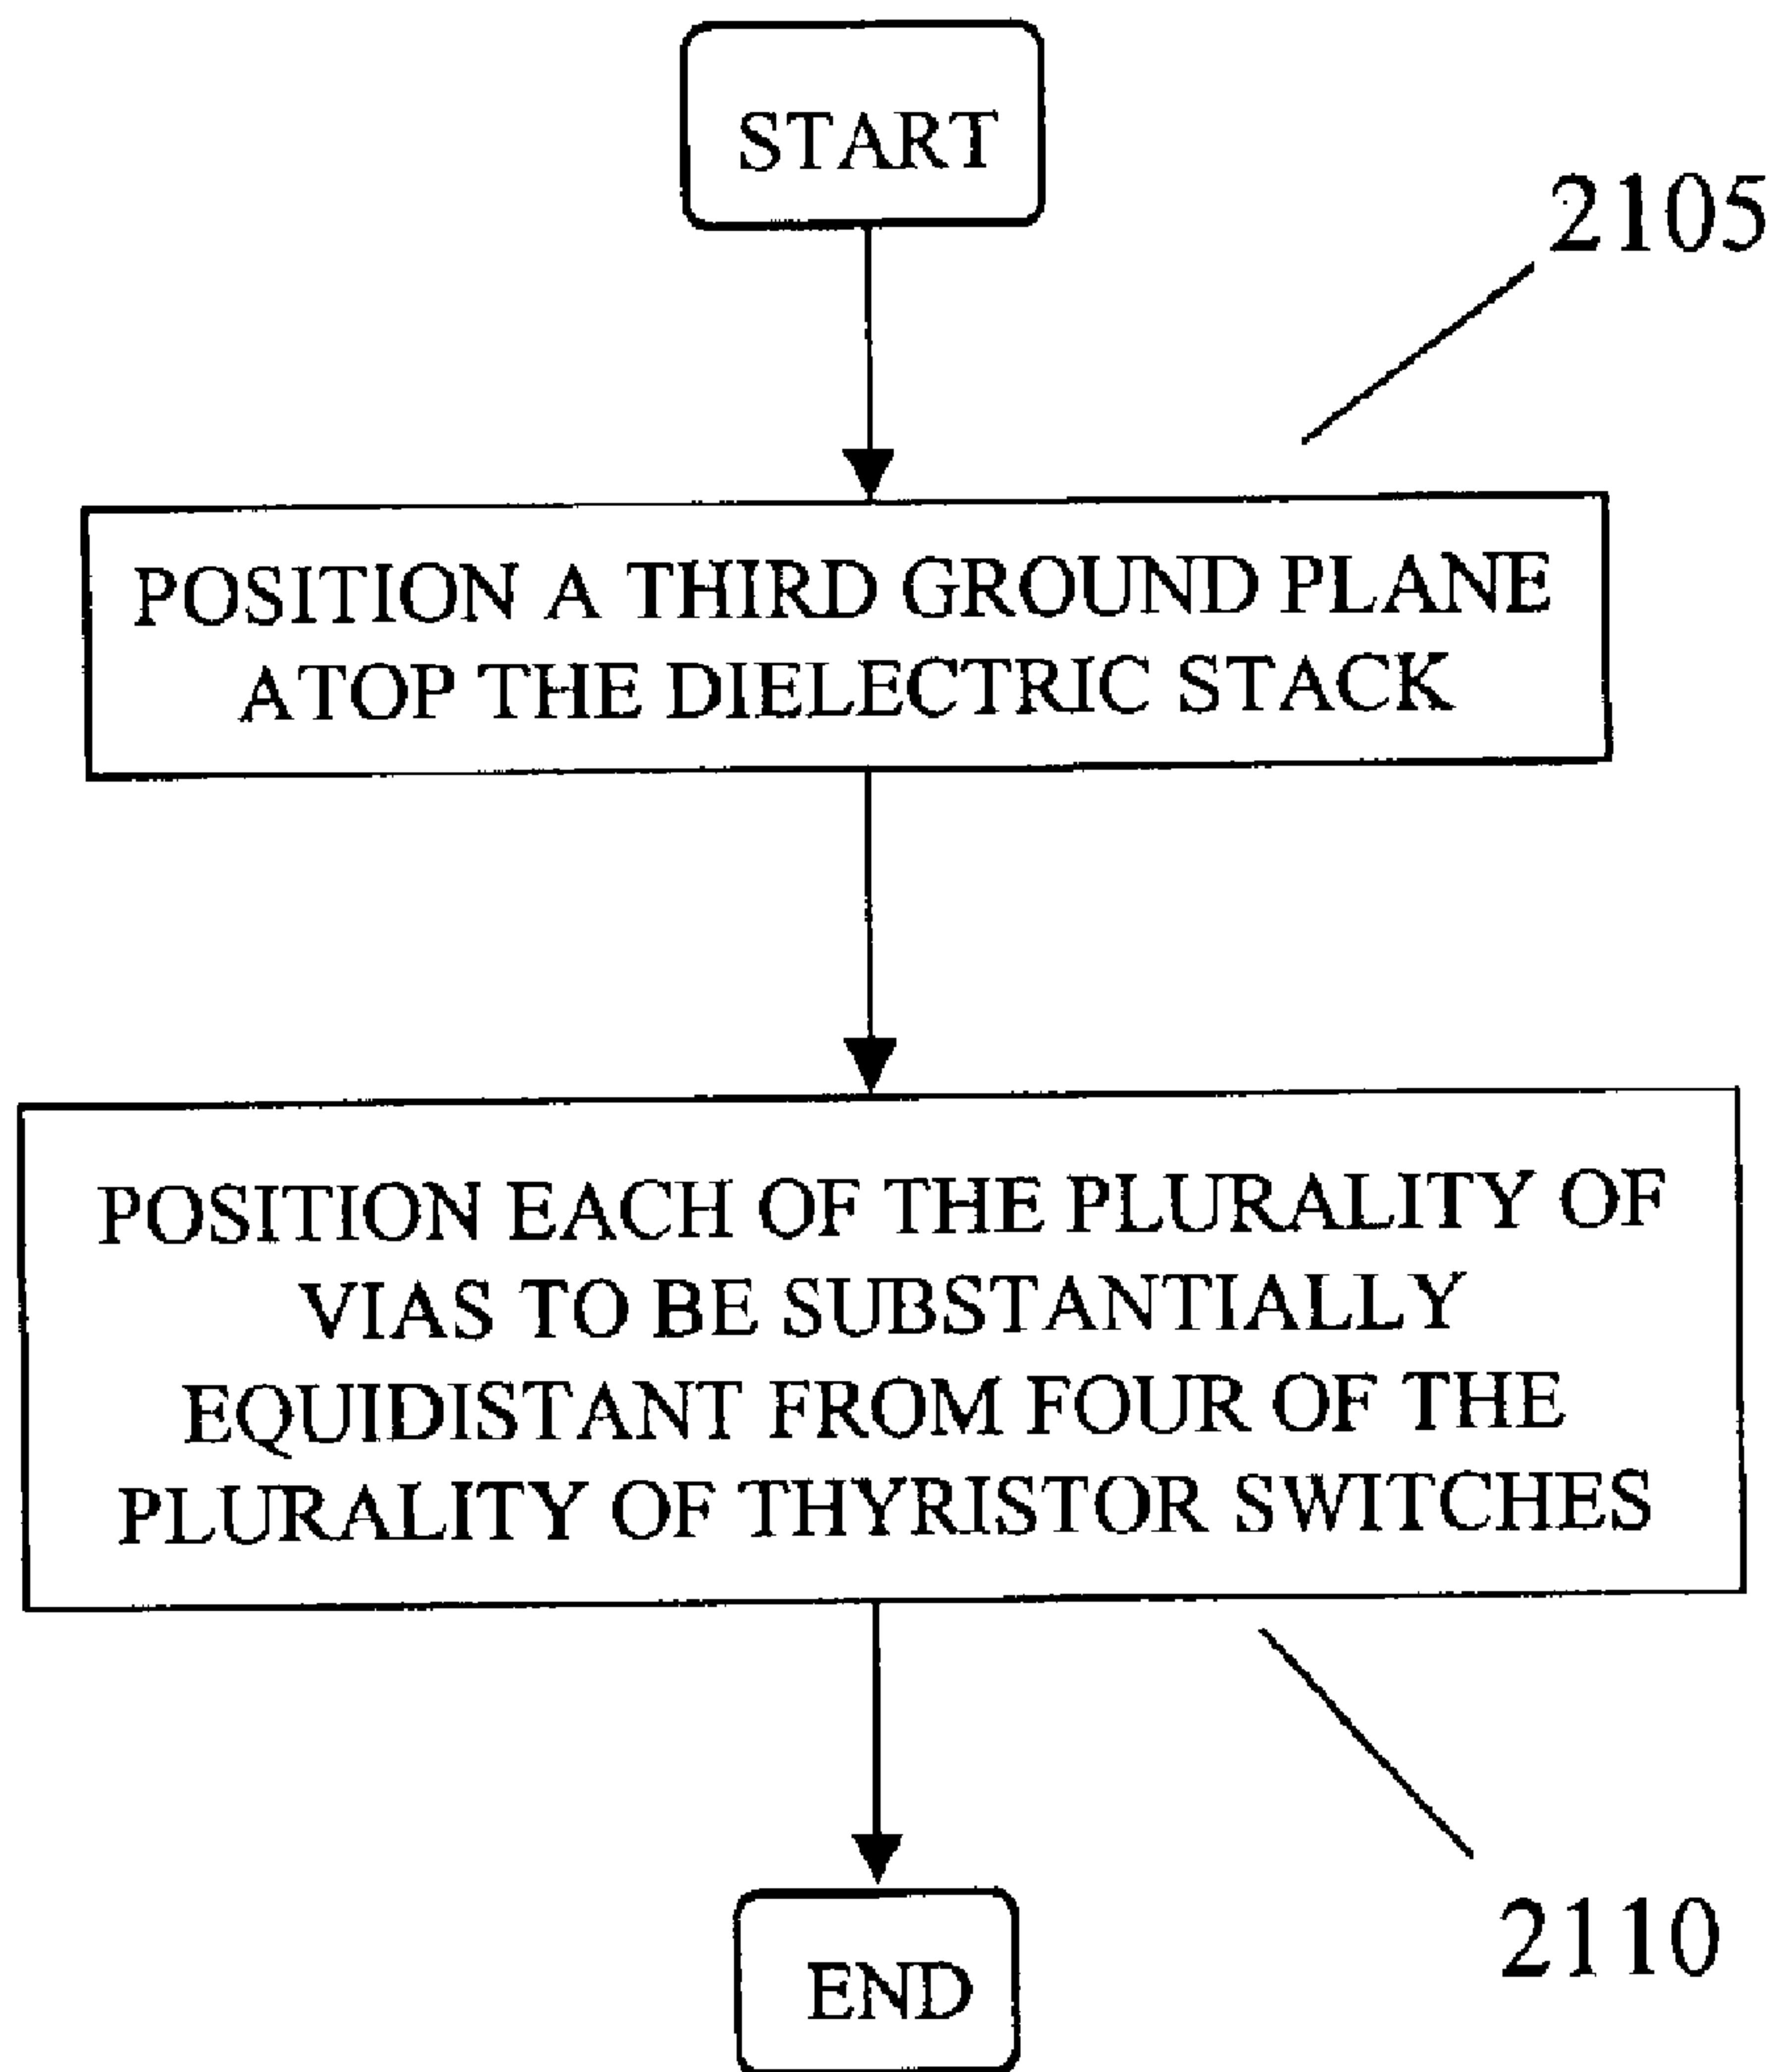 START
2105
POSITION A THIRD GROUND PLANE
ATOP THE DIELECTRIC STACK
POSITION EACH OF THE PLURALITY OF
VIAS TO BE SUBSTANTIALLY
EQUIDISTANT FROM FOUR OF THE
PLURALITY OF THYRISTOR SWITCHES
2110
END